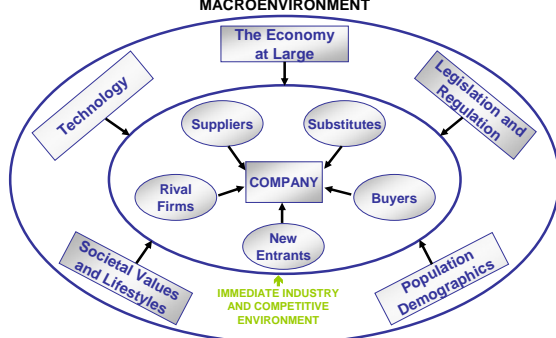 MACROENVIRONMENT
The Economy
at Large
Technology
Legislation and
Regulation
Suppliers
Substitutes
COMPANY
Rival
Firms
Buyers
New
Entrants
Societal Values
and Lifestyles
Population
Demographics
IMMEDIATE INDUSTRY
AND COMPETITIVE
ENVIRONMENT